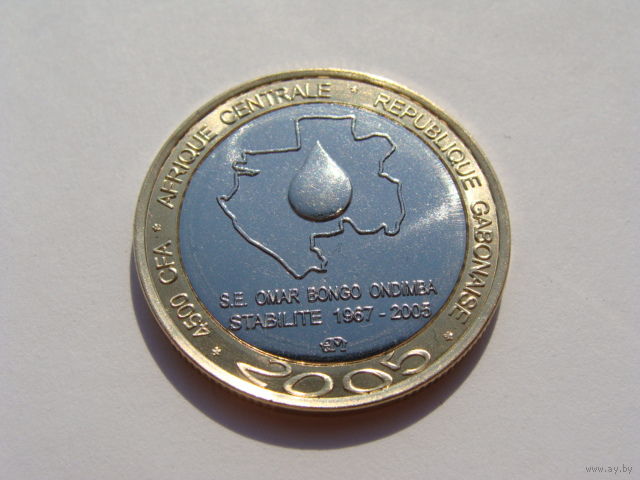 4500 CFA * AFRIQUE CENTRALE * REPUBLIQUE GABONAISE *
S.E. OMAR BONGO ONDIMBA
STABILITE 1967 - 2005
* 2005
www.ay.by